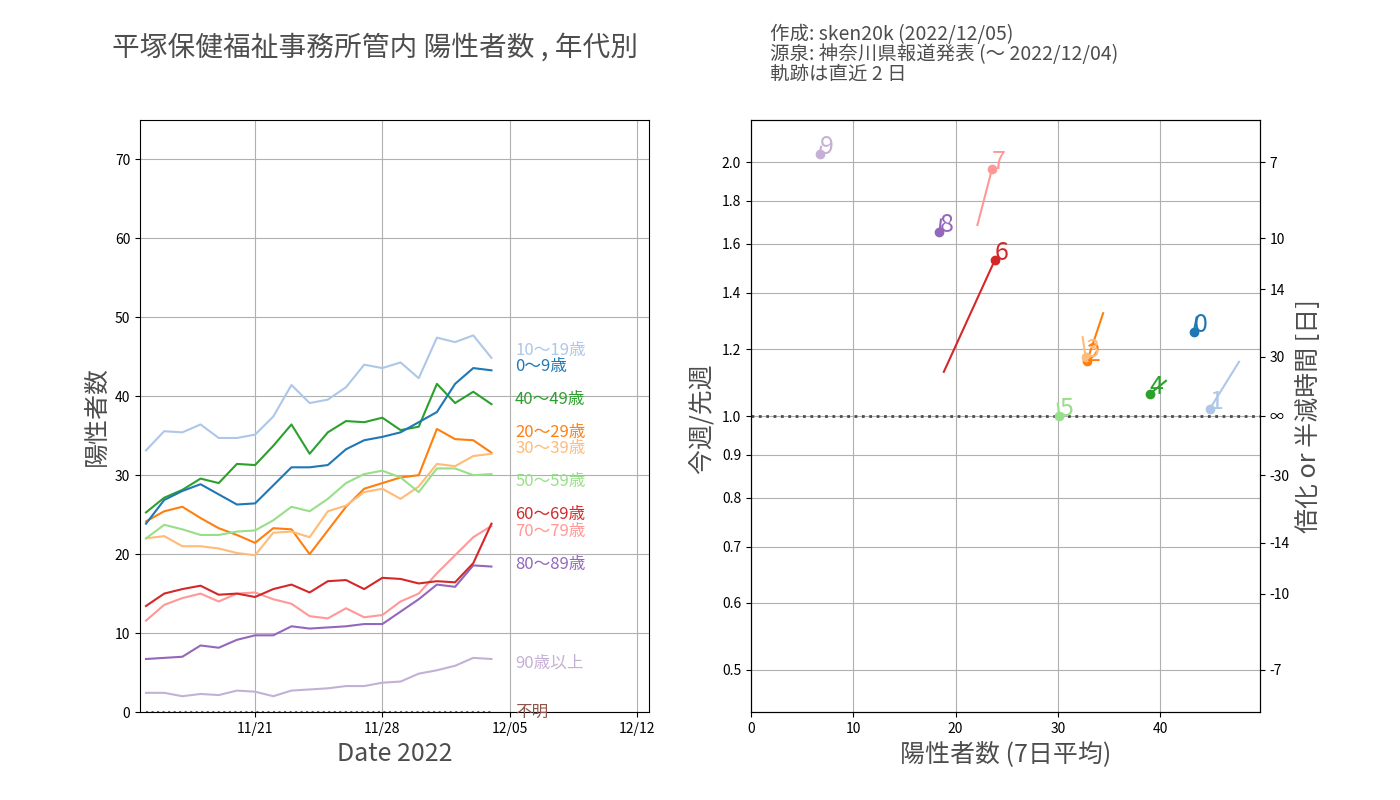 平塚保健福祉事務所管内 陽性者数 , 年代別
作成: sken20k (2022/12/05)
源泉: 神奈川県報道発表 (～ 2022/12/04)
軌跡は直近 2 日
陽性者数
70
60
50
40
30
20
10
0
10～19歳
0～9歳
40～49歳
20～29歳
30～39歳
50～59歳
60～69歳
70～79歳
80～89歳
90歳以上
不明
11/21
11/28
12/05
12/12
Date 2022
今週/先週
2.0
1.8
1.6
1.4
1.2
1.0
0.9
0.8
0.7
0.6
0.5
9
7
8
6
0
3
2
4
1
5
7
10
14
30
∞
-30
-14
-10
-7
倍化 or 半減時間 [日]
0
10
20
30
40
陽性者数 (7日平均)